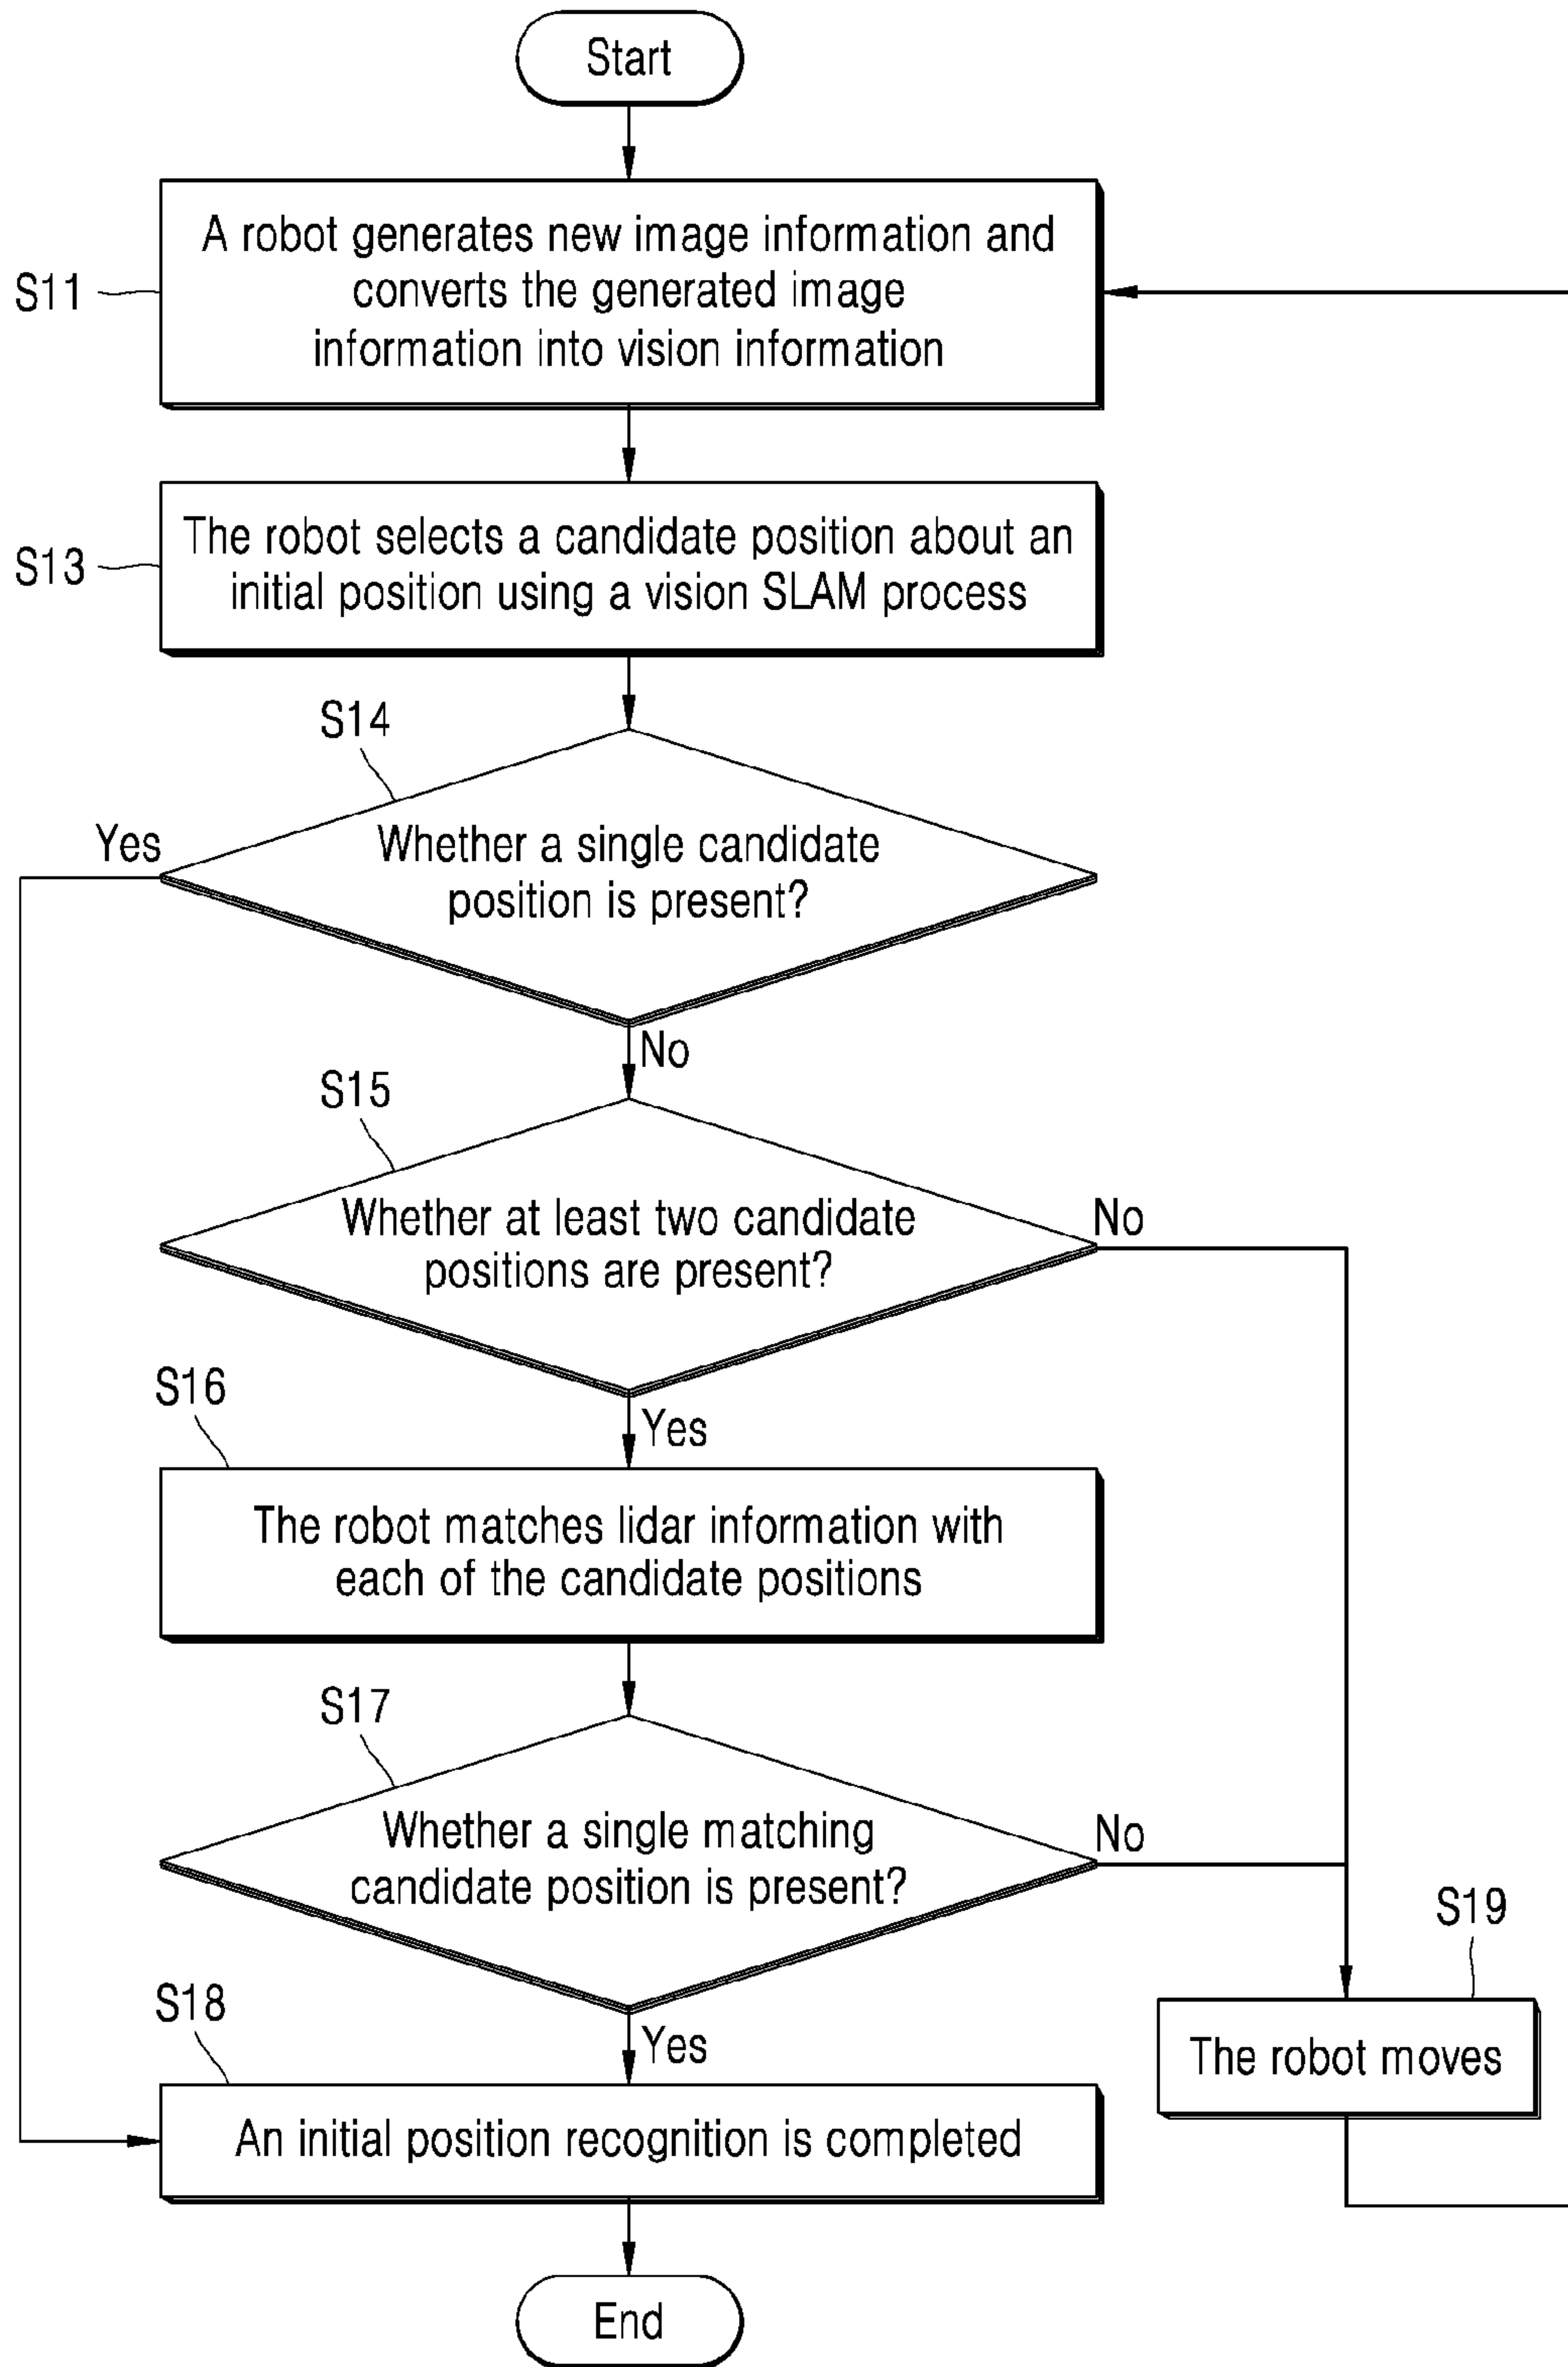 Start
S11
A robot generates new image information and
converts the generated image
information into vision information
S13
The robot selects a candidate position about an
initial position using a vision SLAM process
S14
Yes
Whether a single candidate
position is present?
No
S15
Whether at least two candidate
positions are present?
No
S16
Yes
The robot matches lidar information with
each of the candidate positions
S17
Whether a single matching
candidate position is present?
No
S19
The robot moves
S18
Yes
An initial position recognition is completed
End